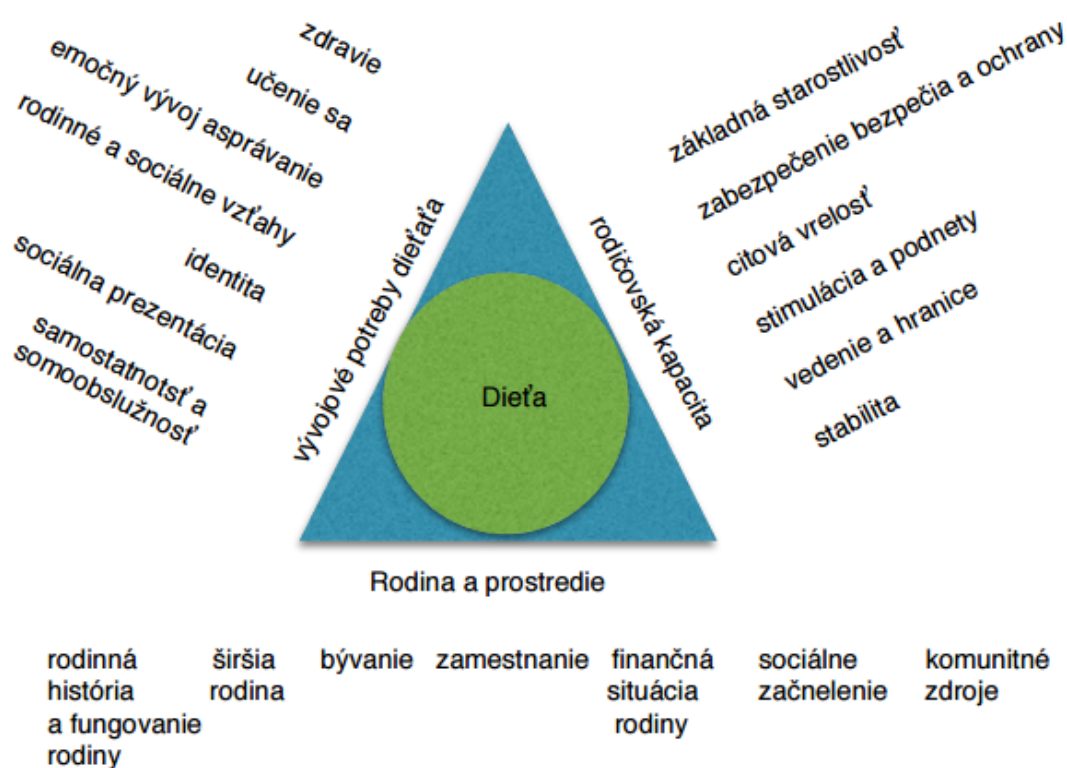 zdravie
učenie sa
emočný vývoj asprávanie
rodinné a sociálne vzťahy
identita
sociálna prezentácia
samostatnotsť a
somoobslužnosť
vývojové potreby dieťaťa
Dieťa
rodičovská kapacita
základná starostlivosť
zabezpečenie bezpečia a ochrany
citová vrelosť
stimulácia a podnety
vedenie a hranice
stabilita
Rodina a prostredie
rodinná
história
a fungovanie
rodiny
širšia
rodina
bývanie
zamestnanie
finančná
situácia
rodiny
sociálne
začnelenie
komunitné
zdroje